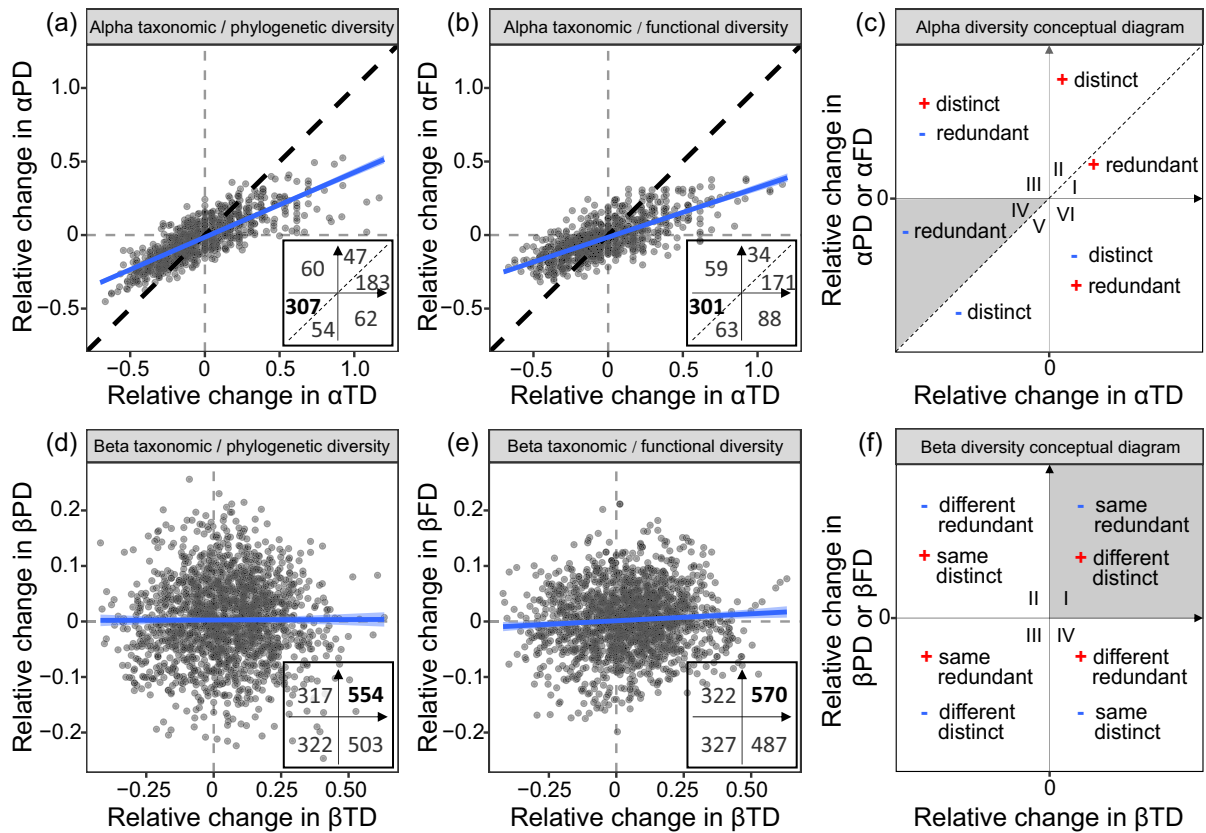 (a)
Alpha taxonomic / phylogenetic diversity
Relative change in αPD
1.0
0.5
0
−0.5
−0.5
0
0.5
1.0
Relative change in αTD
60
47
183
307
54
62
(b)
Alpha taxonomic / functional diversity
Relative change in αFD
1.0
0.5
0
−0.5
−0.5
0
0.5
1.0
Relative change in αTD
59
34
171
301
63
88
(c)
Alpha diversity conceptual diagram
Relative change in
αPD or αFD
0
+ distinct
- redundant
+ distinct
+ redundant
III
II
I
IV
V
VI
- redundant
- distinct
- distinct
+ redundant
0
Relative change in αTD
(d)
Beta taxonomic / phylogenetic diversity
Relative change in βPD
0.2
0.1
0
−0.1
−0.2
−0.25
0
0.25
0.50
Relative change in βTD
317
554
322
503
(e)
Beta taxonomic / functional diversity
Relative change in βFD
0.2
0.1
0
−0.1
−0.2
−0.25
0
0.25
0.50
Relative change in βTD
322
570
327
487
(f)
Beta diversity conceptual diagram
Relative change in
βPD or βFD
0
- different
redundant
+ same
distinct
- same
redundant
+ different
distinct
II
I
III
IV
+ same
redundant
- different
distinct
+ different
redundant
- same
distinct
0
Relative change in βTD